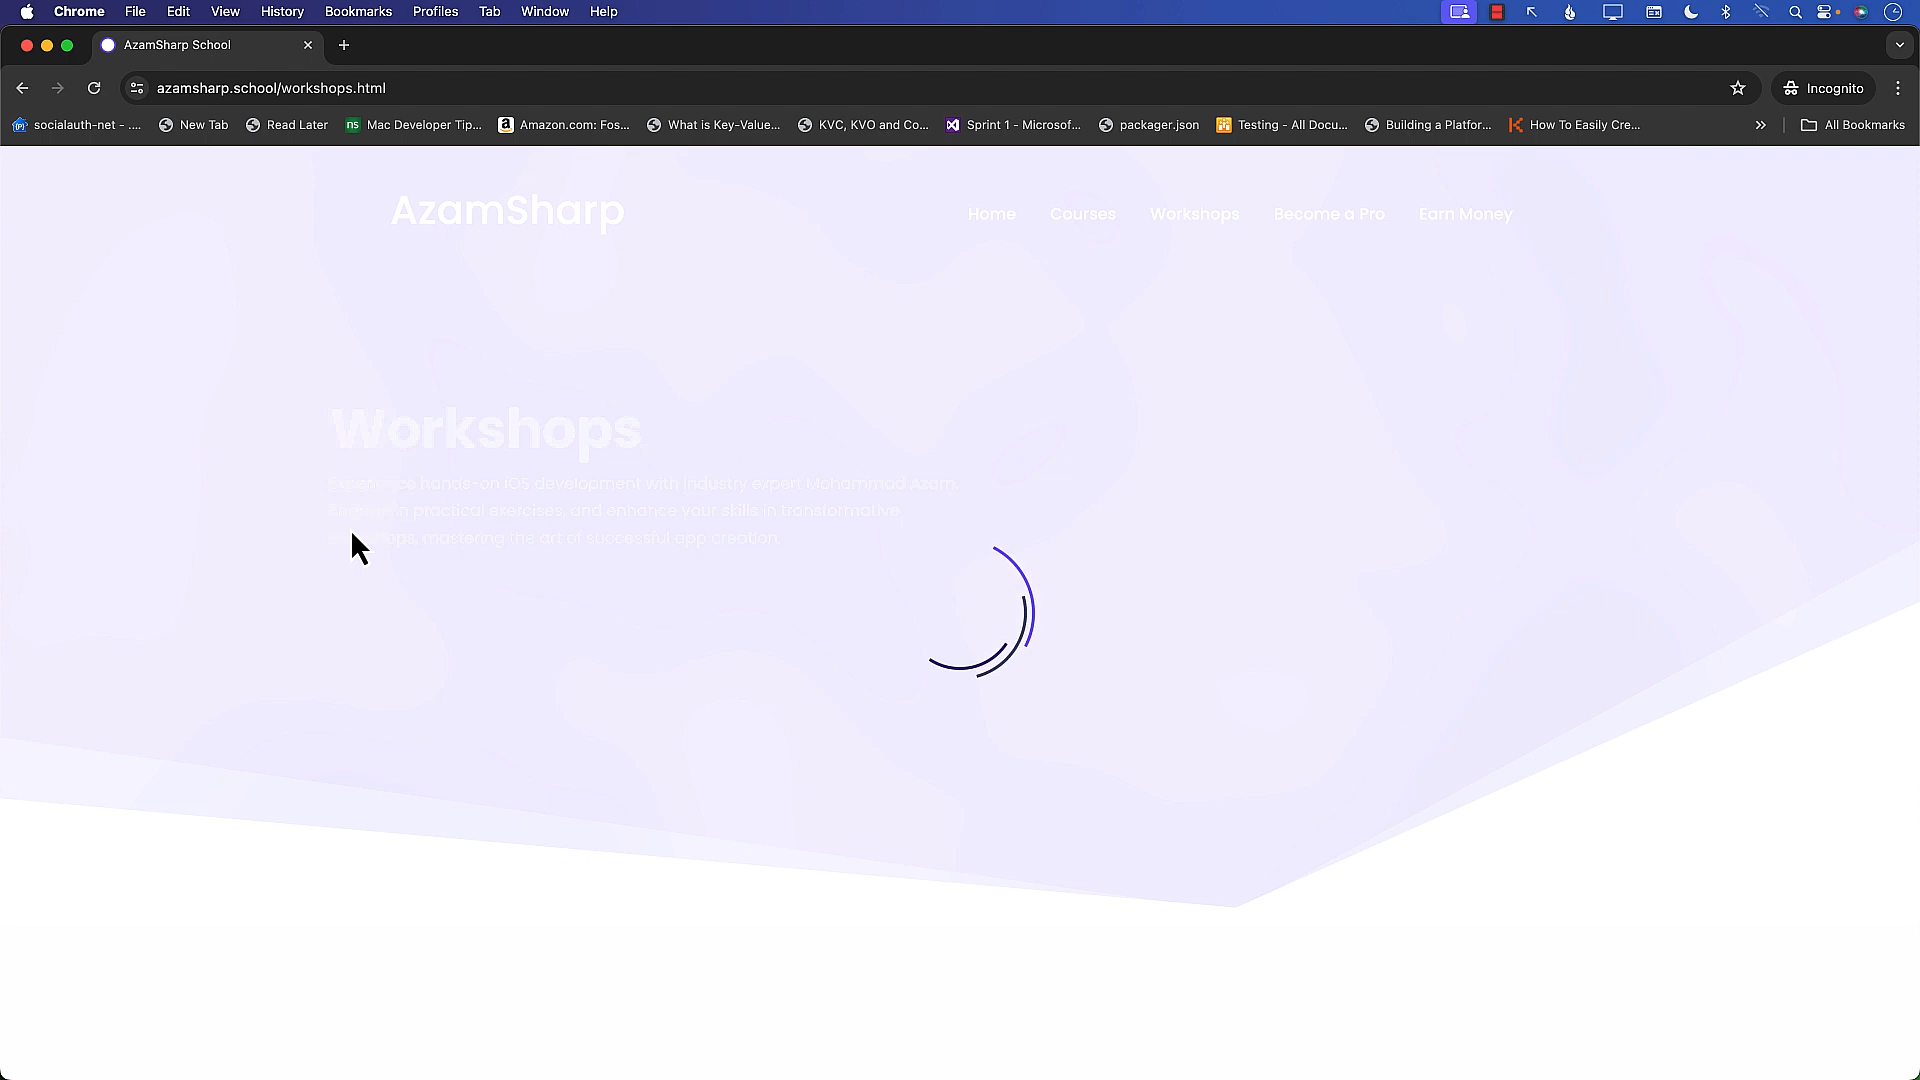 Chrome File Edit View History Bookmarks Profiles Tab Window Help
AzamSharp School
azamsharp.school/workshops.html
Incognito
socialauth-net - .... New Tab Read Later ns Mac Developer Tip... Amazon.com: Fos... What is Key-Value... KVC, KVO and Co... Sprint 1 - Microsof... packager.json Testing - All Docu... Building a Platfor... How To Easily Cre... All Bookmarks
AzamSharp
Home Courses Workshops Become a Pro Earn Money
Workshops
Experience hands-on iOS development with industry expert Mohammad Azam.
in practical exercises, and enhance your skills in transformative
mastering the art of successful app creation.